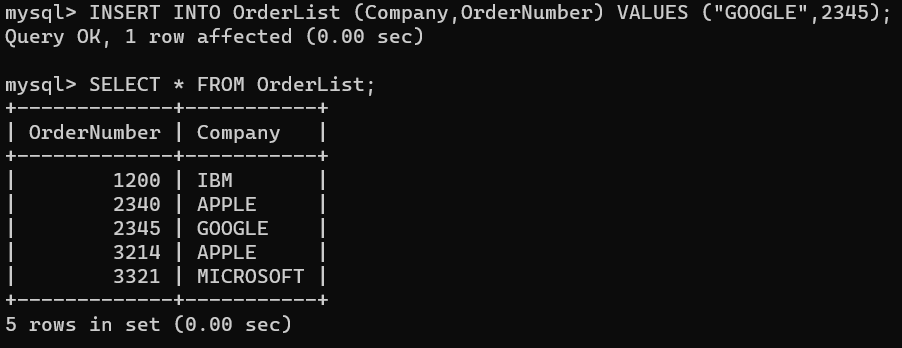 mysql> INSERT INTO OrderList (Company,OrderNumber) VALUES ("GOOGLE",2345);
Query OK, 1 row affected (0.00 sec)

mysql> SELECT * FROM OrderList;
+-------------+-----------+
| OrderNumber | Company   |
+-------------+-----------+
|        1200 | IBM       |
|        2340 | APPLE     |
|        2345 | GOOGLE    |
|        3214 | APPLE     |
|        3321 | MICROSOFT |
+-------------+-----------+
5 rows in set (0.00 sec)